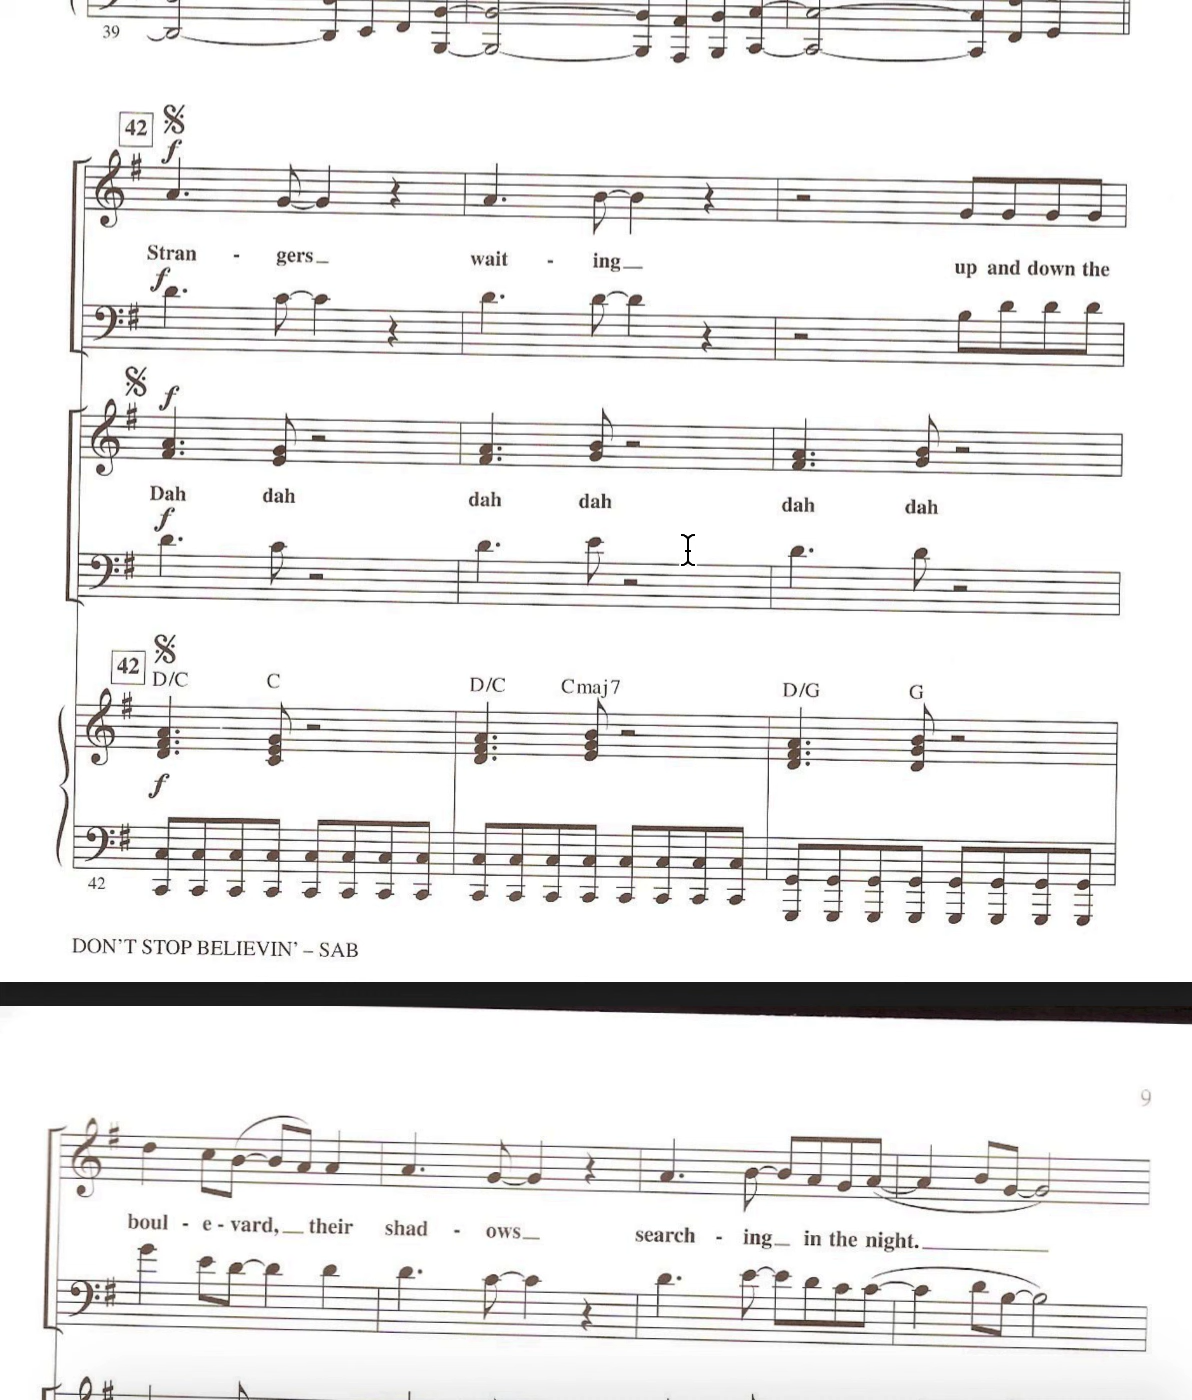 39
42
f
Stran - gers
wait - ing
up and down the
f
f
Dah dah dah dah dah dah
f
42
D/C C D/C Cmaj7 D/G G
f
42
DON'T STOP BELIEVIN' – SAB
9
boul - e - vard, their shad - ows search - ing in the night.